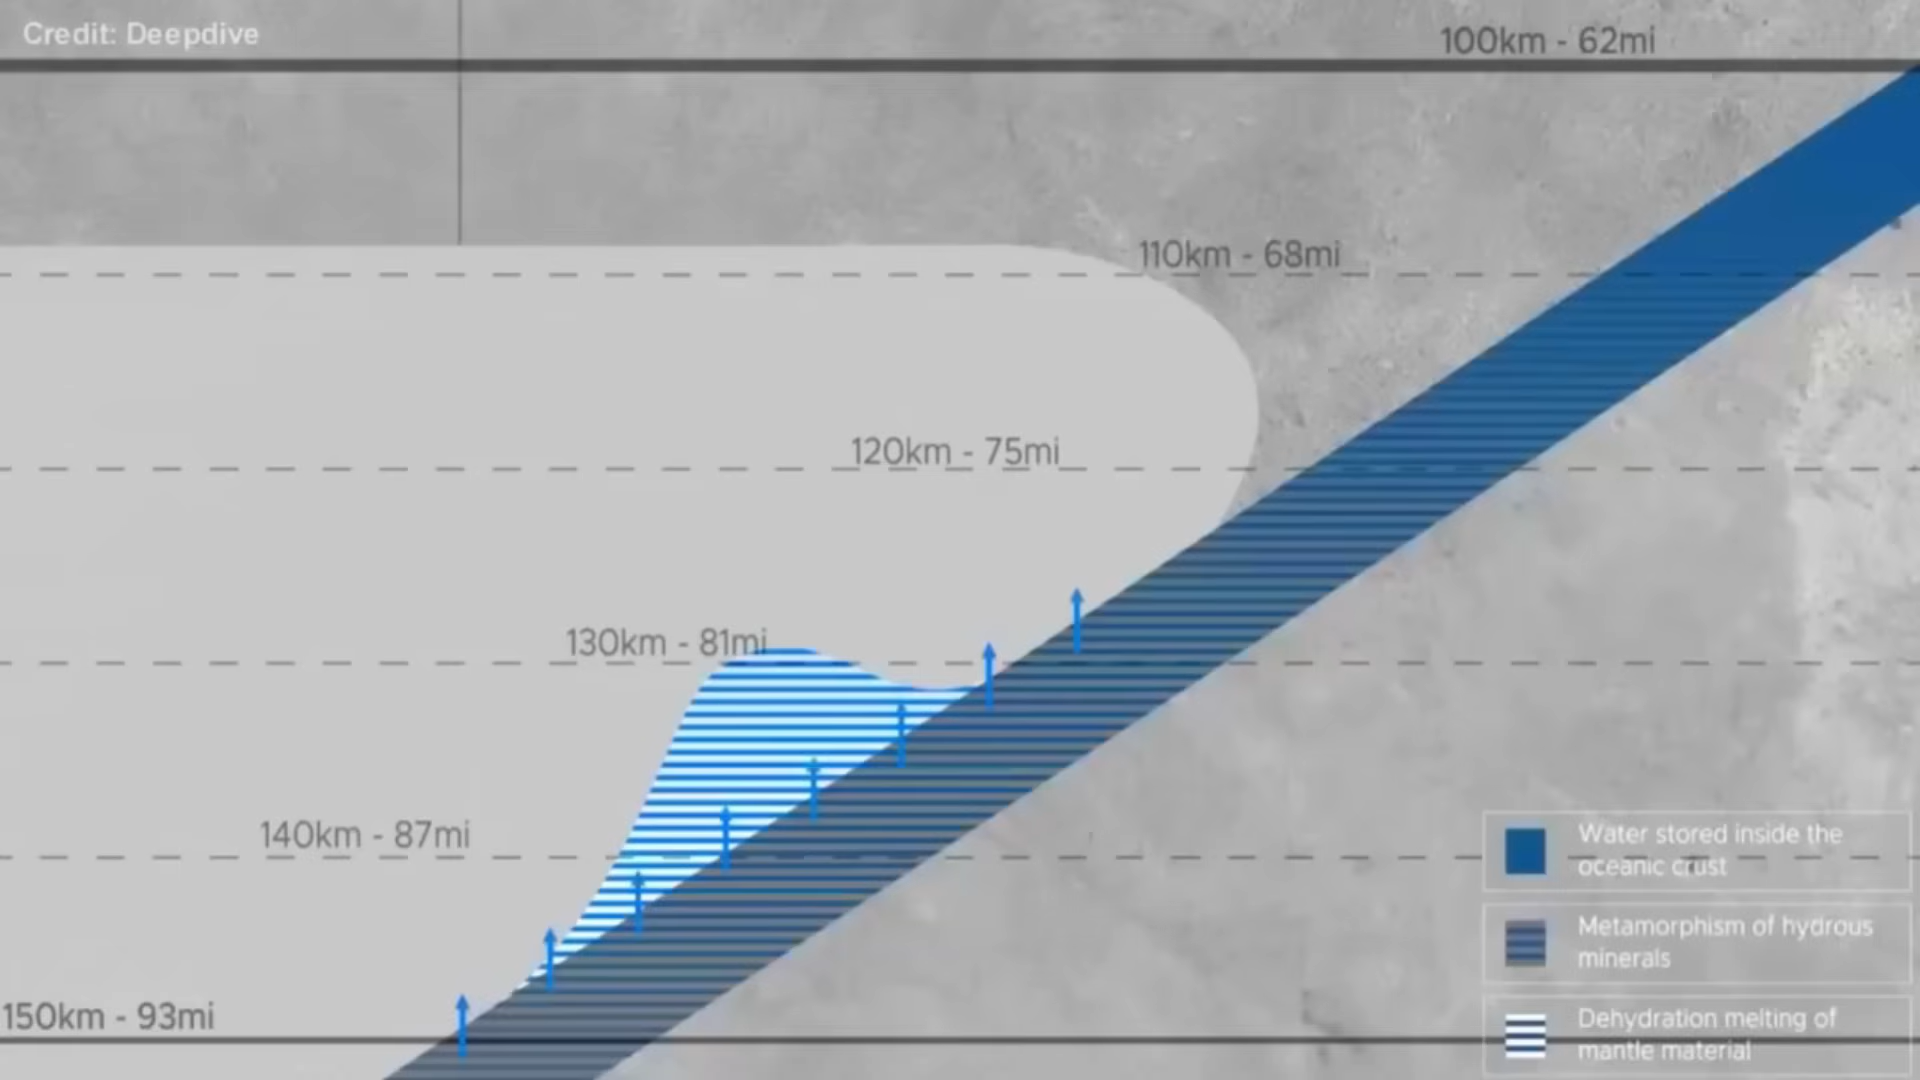 Credit: Deepdive
100km - 62mi
110km - 68mi
120km - 75mi
130km - 81mi
140km - 87mi
150km - 93mi
Water stored inside the
oceanic crust
Metamorphism of hydrous
minerals
Dehydration melting of
mantle material